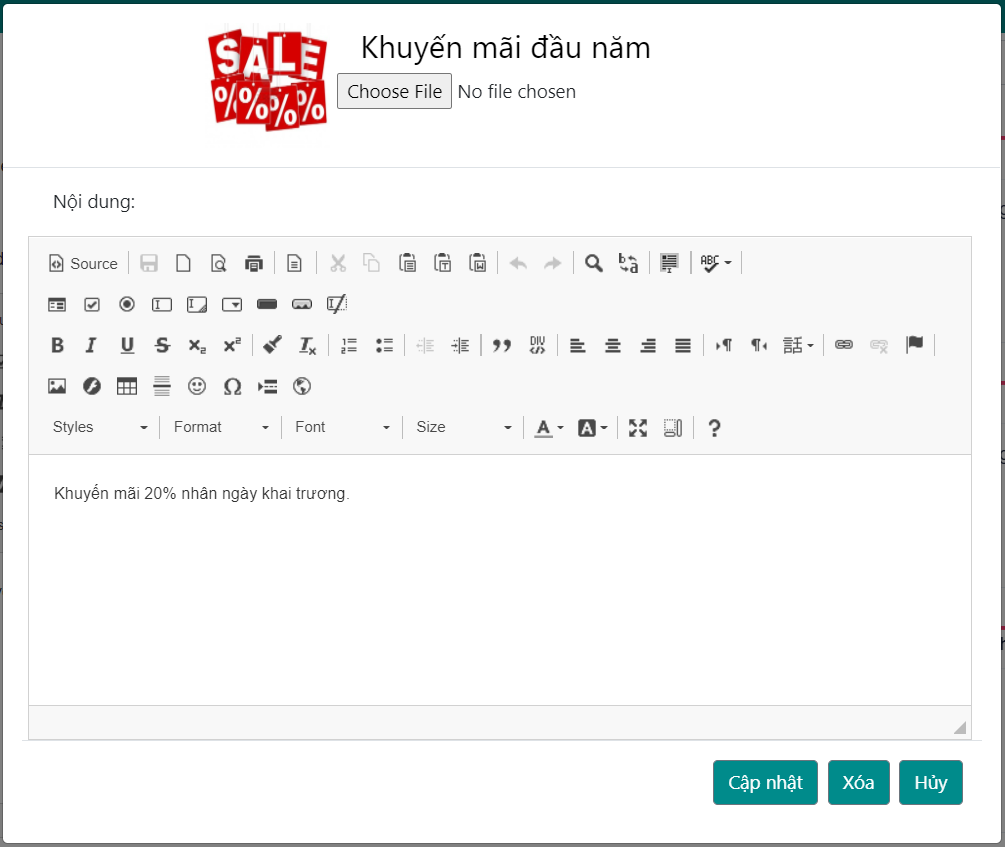 SALE
%%%%
Khuyến mãi đầu năm
Choose File No file chosen
Nội dung:
Source
Styles Format Font Size
Khuyến mãi 20% nhân ngày khai trương.
Cập nhật Xóa Hủy